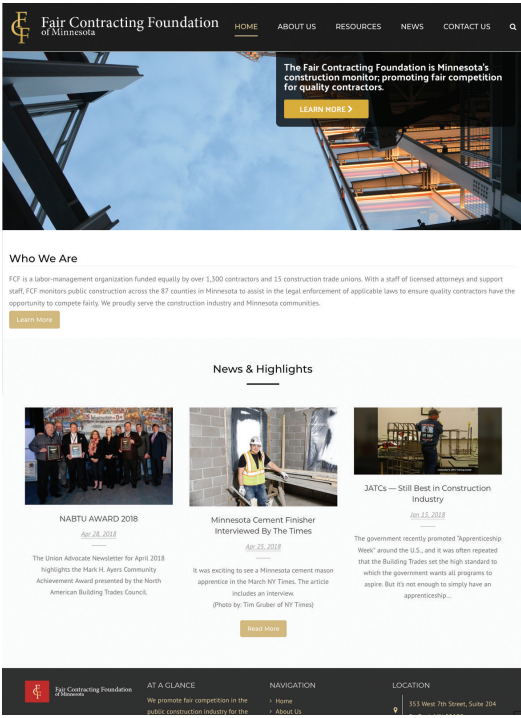 Fair Contracting Foundation
of Minnesota
HOME ABOUT US RESOURCES NEWS CONTACT US
The Fair Contracting Foundation is Minnesota's
construction monitor; promoting fair competition
for quality contractors.
LEARN MORE
Who We Are
FCF is a labor-management organization funded equally by over 1,300 contractors and 15 construction trade unions. With a staff of licensed attorneys and support
staff, FCF monitors public construction across the 87 counties in Minnesota to assist in the legal enforcement of applicable laws to ensure quality contractors have the
opportunity to compete fairly. We proudly serve the construction industry and Minnesota communities.
Learn More
News & Highlights
NABTU AWARD 2018
Apr 28, 2018
The Union Advocate Newsletter for April 2018
highlights the Mark H. Ayers Community
Achievement Award presented by the North
American Building Trades Council.
Minnesota Cement Finisher
Interviewed By The Times
Apr 25, 2018
It was exciting to see a Minnesota cement mason
apprentice in the March NY Times. The article
includes an interview.
(Photo by: Tim Gruber of NY Times)
Read More
JATCs — Still Best in Construction
Industry
Jan 15, 2018
The government recently promoted "Apprenticeship
Week" around the U.S., and it was often repeated
that the Building Trades set the high standard to
which the government wants all programs to
aspire. But it's not enough to simply have an
apprenticeship...
Fair Contracting Foundation
of Minnesota
AT A GLANCE
We promote fair competition in the
public construction industry for the
NAVIGATION
› Home
› About Us
LOCATION
353 West 7th Street, Suite 204